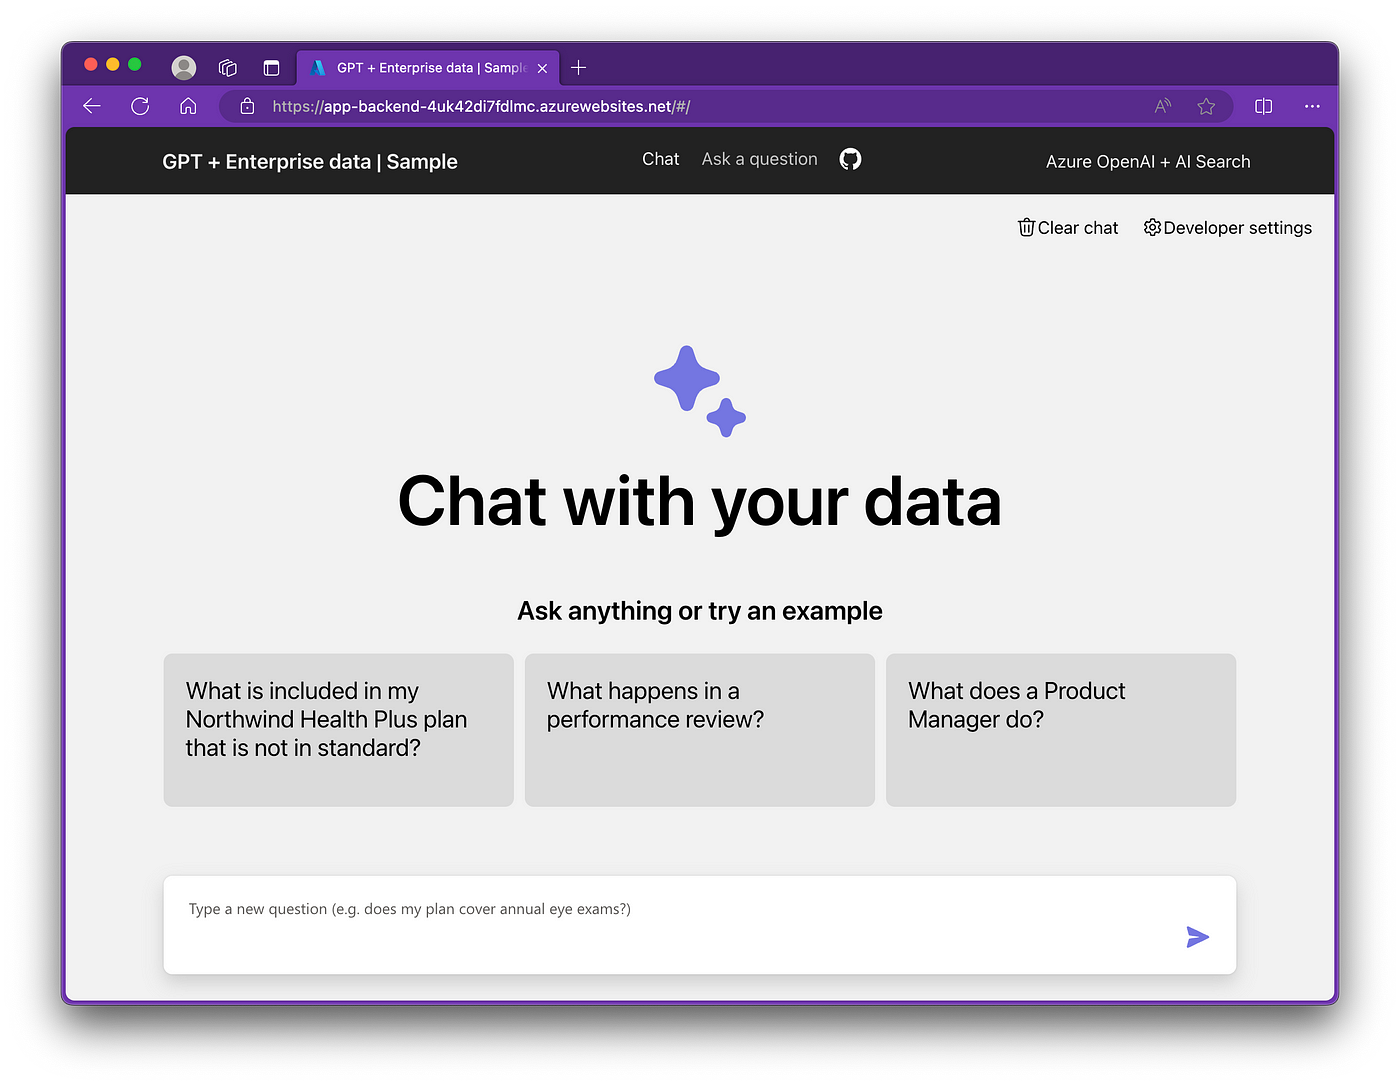 GPT + Enterprise data | Sample
https://app-backend-4uk42di7fdlmc.azurewebsites.net/#/
GPT + Enterprise data | Sample
Chat
Ask a question
Azure OpenAI + AI Search
Clear chat
Developer settings
Chat with your data
Ask anything or try an example
What is included in my
Northwind Health Plus plan
that is not in standard?
What happens in a
performance review?
What does a Product
Manager do?
Type a new question (e.g. does my plan cover annual eye exams?)